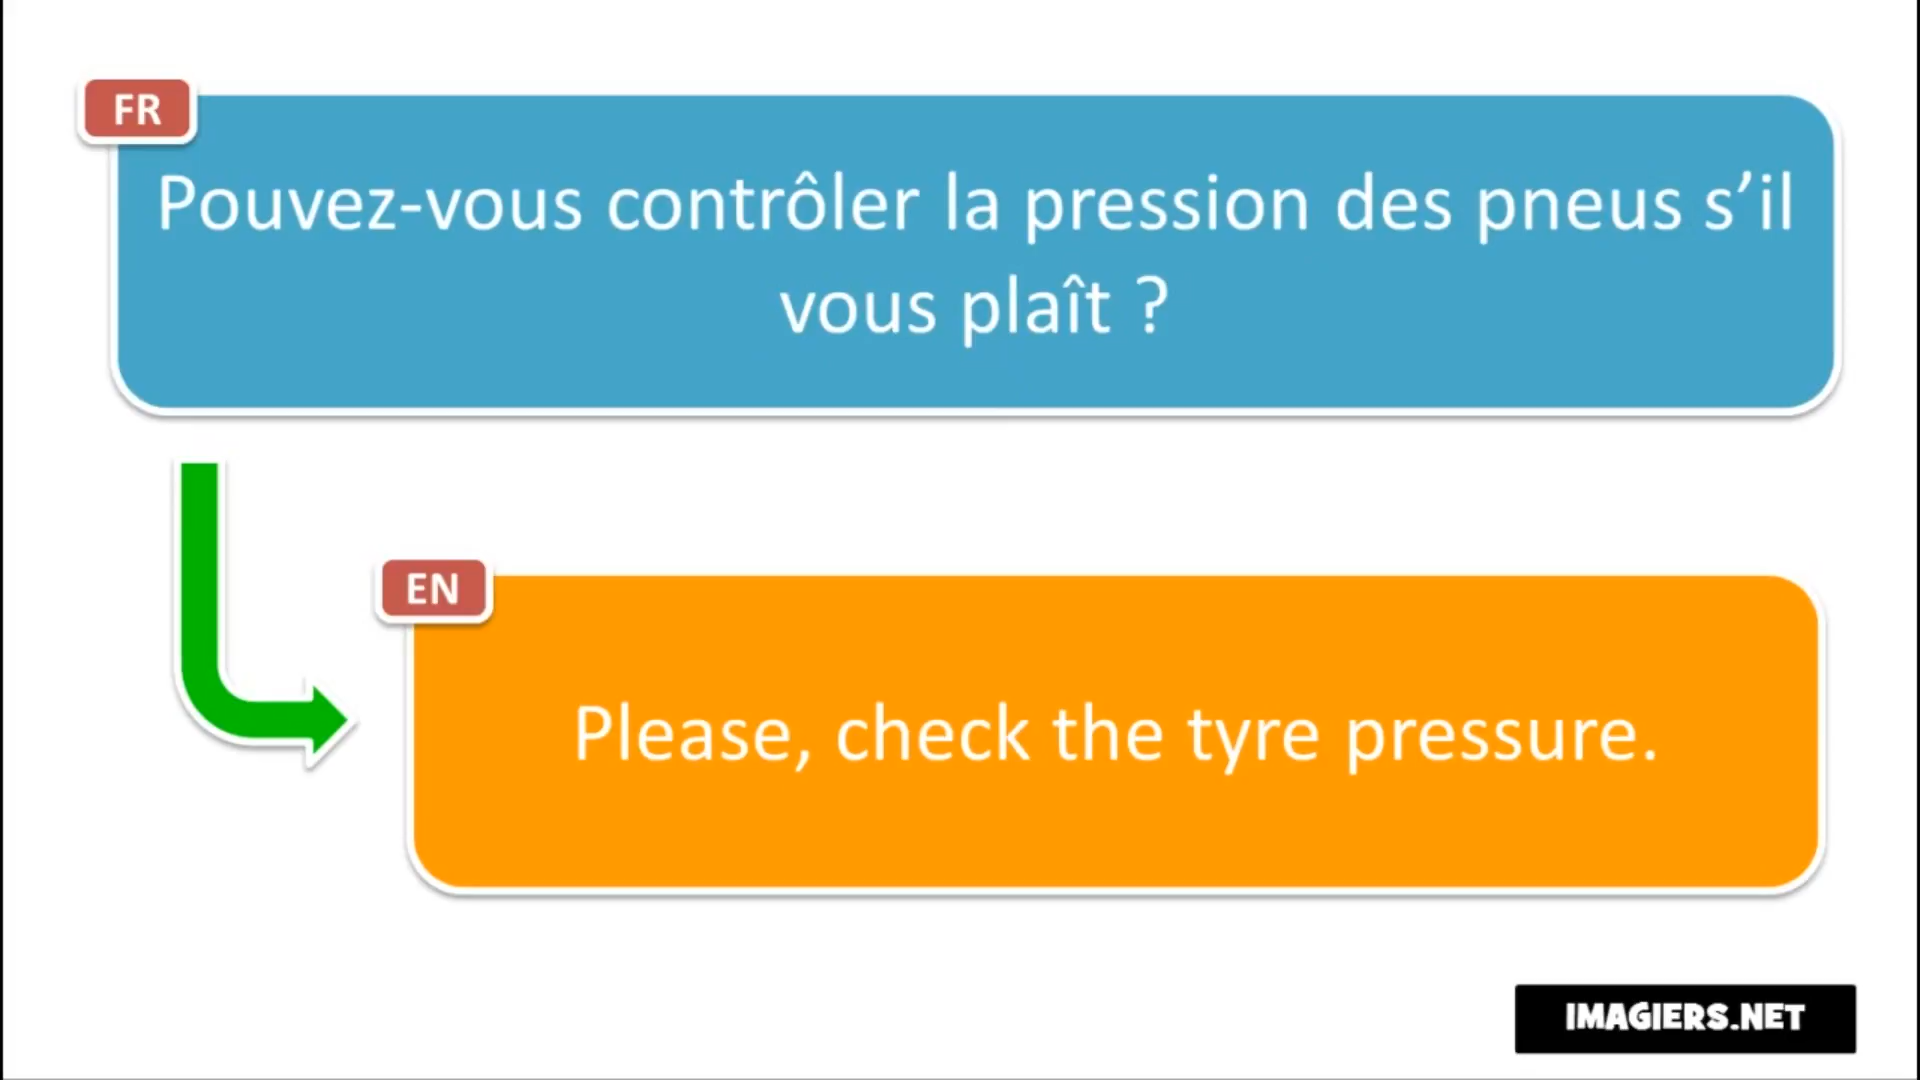 FR
Pouvez-vous contrôler la pression des pneus s’il
vous plaît ?
EN
Please, check the tyre pressure.
IMAGIERS.NET